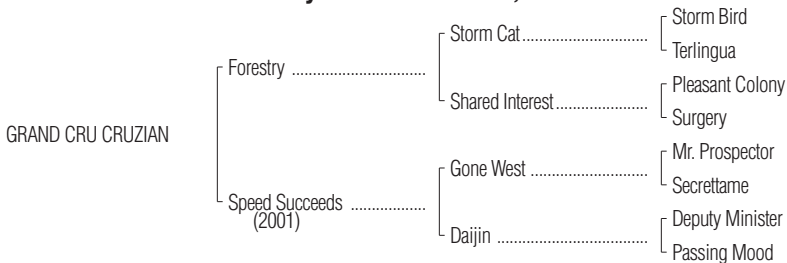 Storm Bird
Storm Cat
Terlingua
Forestry
Pleasant Colony
Shared Interest
Surgery
GRAND CRU CRUZIAN
Mr. Prospector
Gone West
Secrettame
Speed Succeeds
(2001)
Deputy Minister
Daijin
Passing Mood